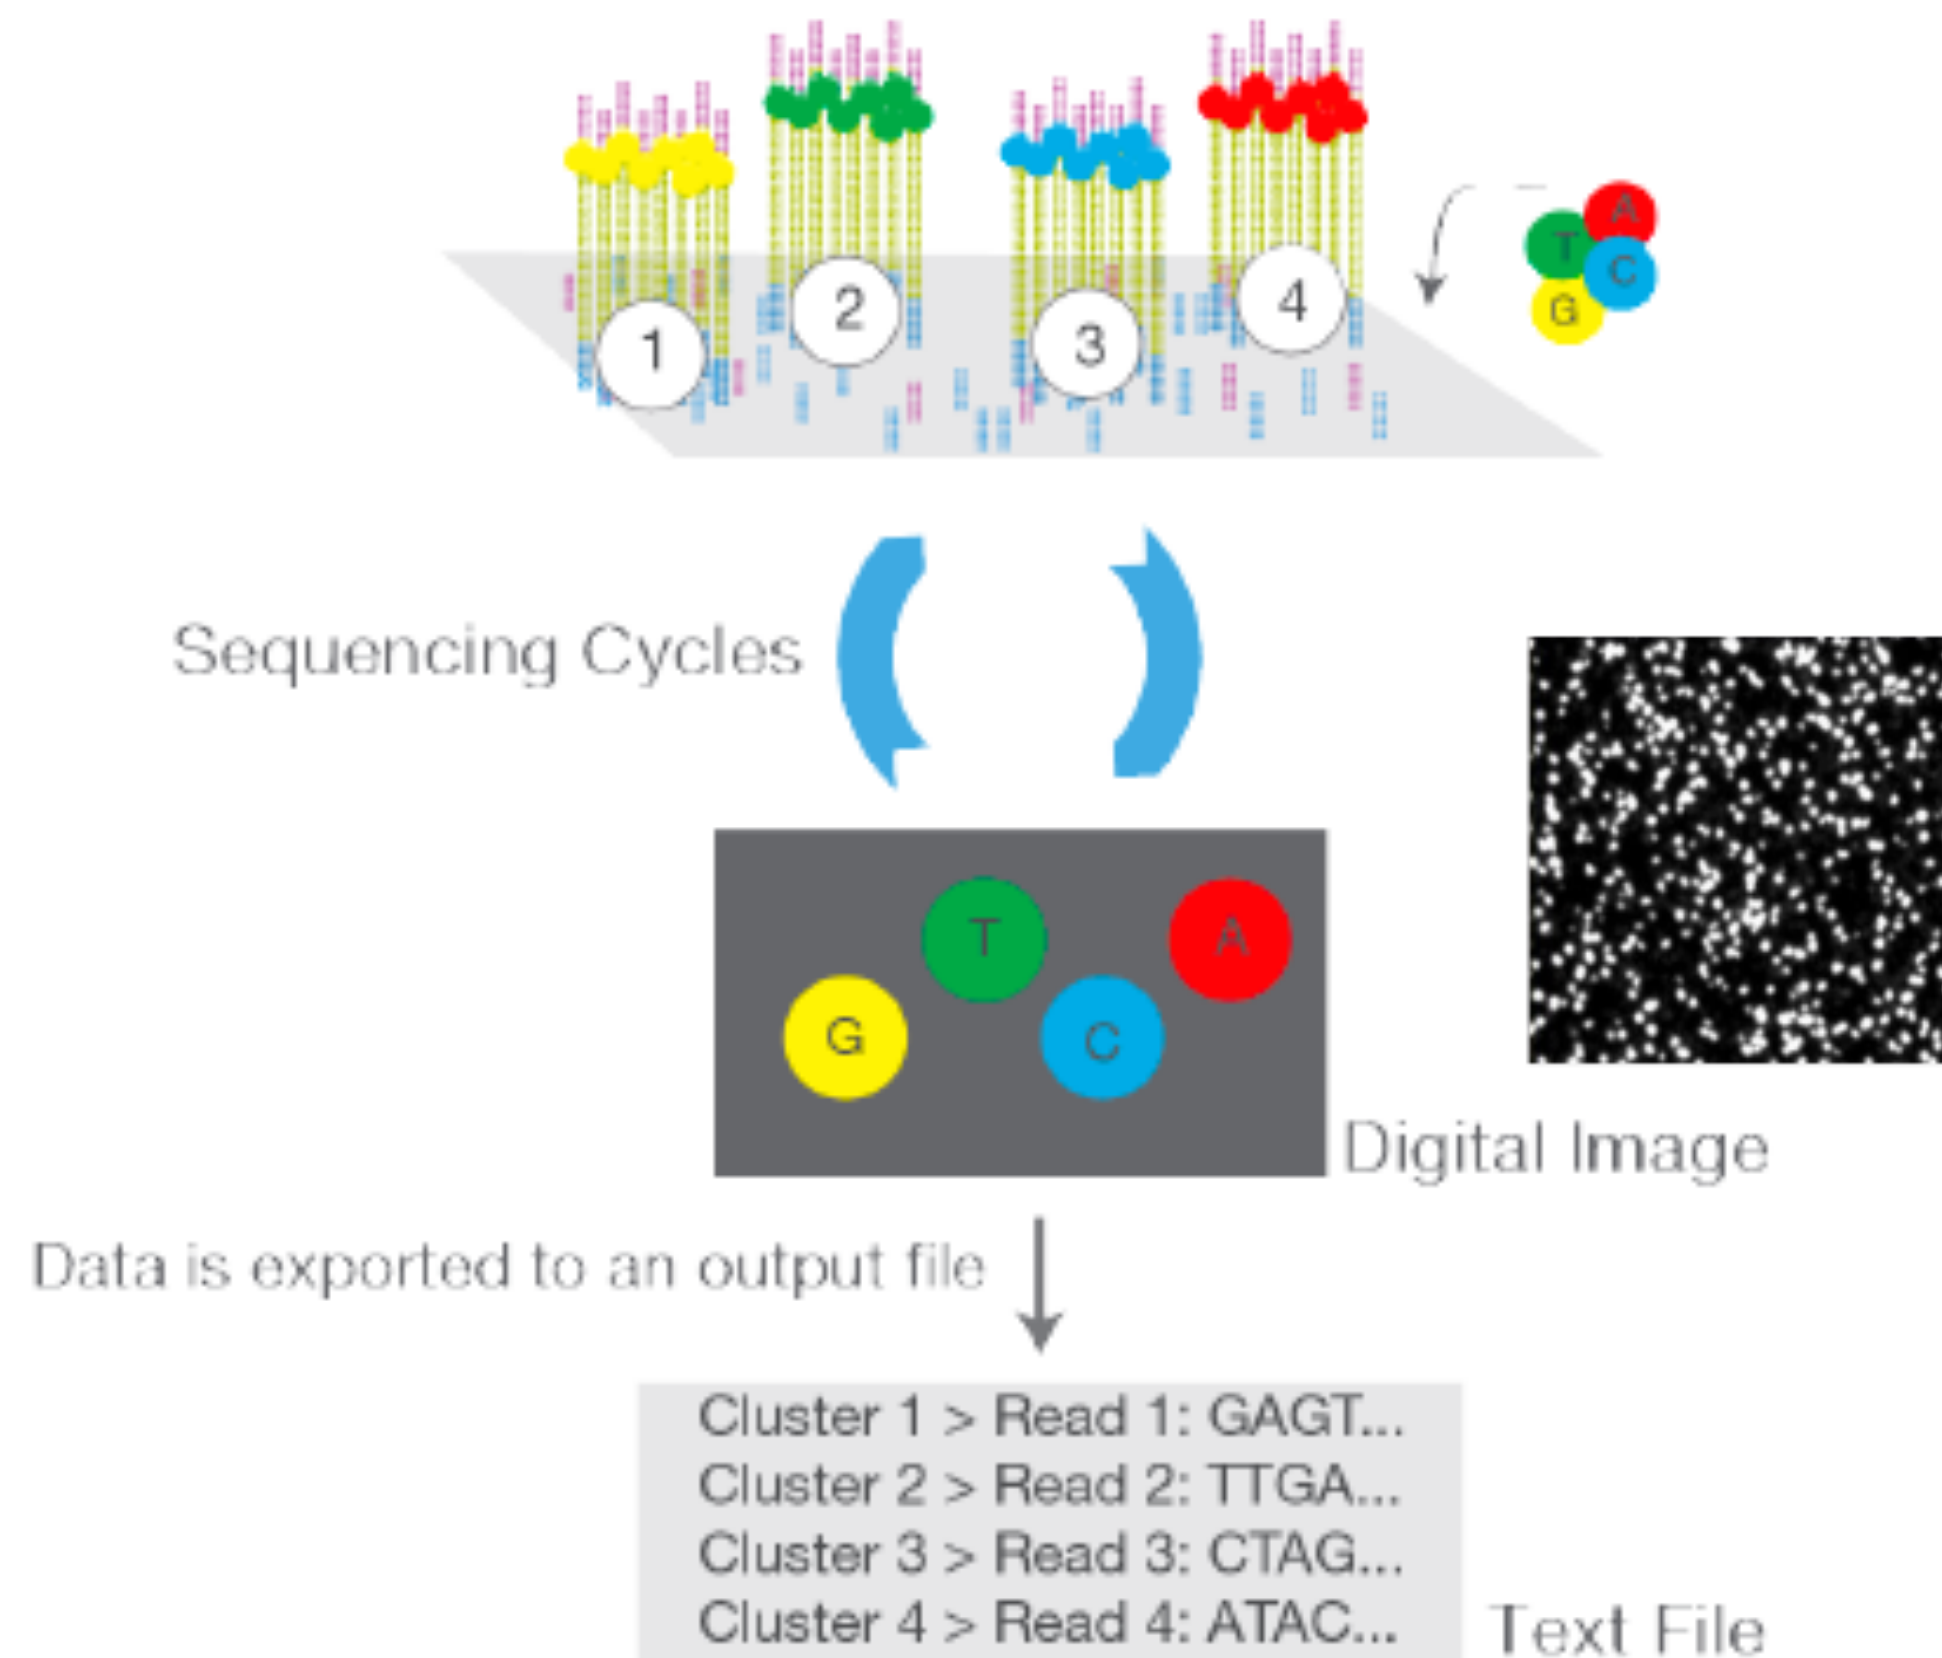 1
2
3
4
A
T
C
G
Sequencing Cycles
T
A
G
C
Digital Image
Data is exported to an output file
Cluster 1 > Read 1: GAGT...
Cluster 2 > Read 2: TTGA...
Cluster 3 > Read 3: CTAG...
Cluster 4 > Read 4: ATAC...
Text File